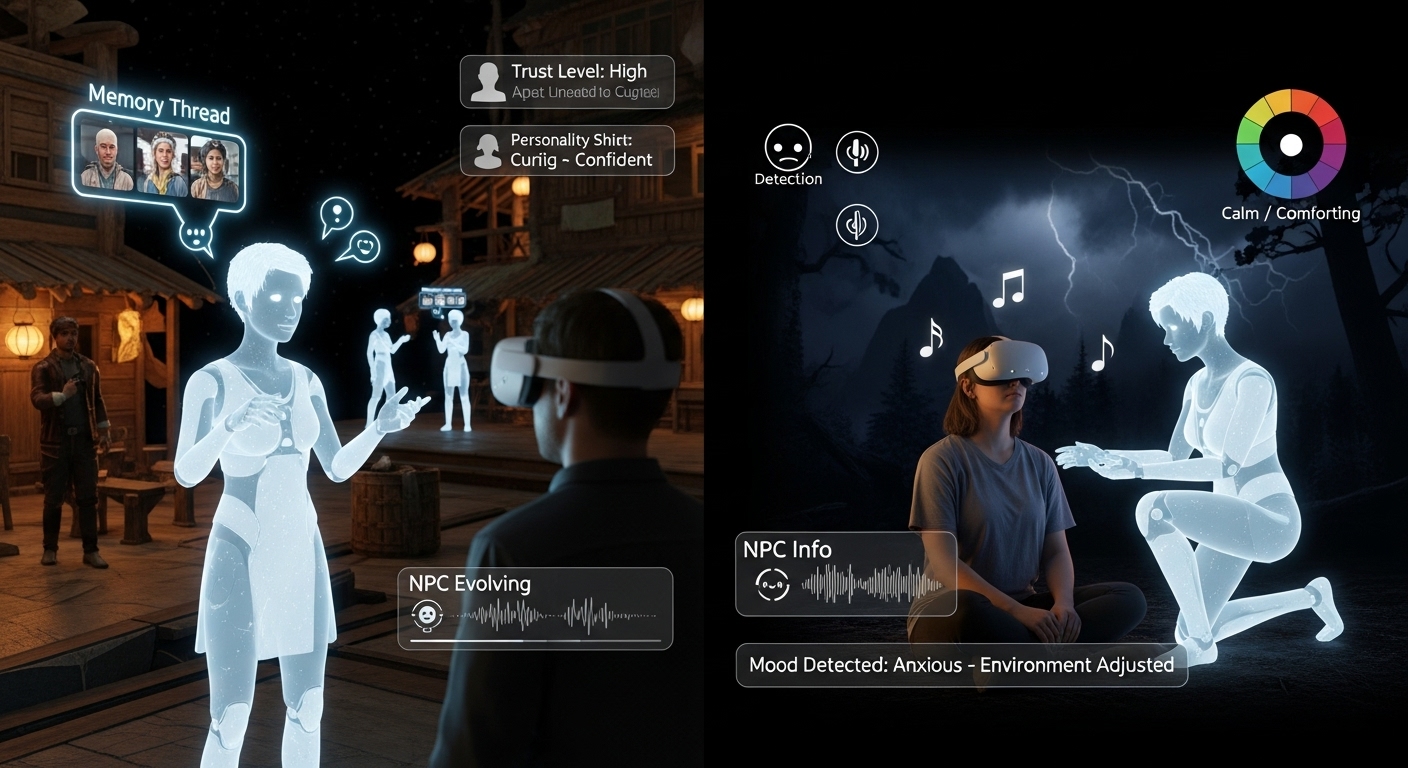 Memory Thread
Trust Level: High
Personality Shirt:
Curiig ~ Confident
NPC Evolving
Detection
Calm / Comforting
NPC Info
Mood Detected: Anxious - Environment Adjusted